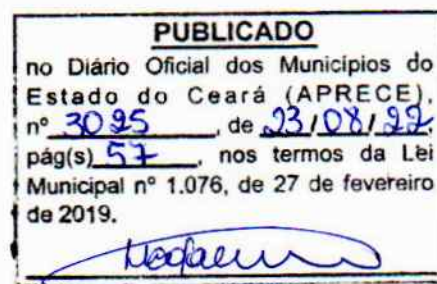 PUBLICADO
no Diário Oficial dos Municípios do
Estado do Ceará (APRECE),
nº 3025, de 23/08/22,
pág(s) 57, nos termos da Lei
Municipal nº 1.076, de 27 de fevereiro
de 2019.